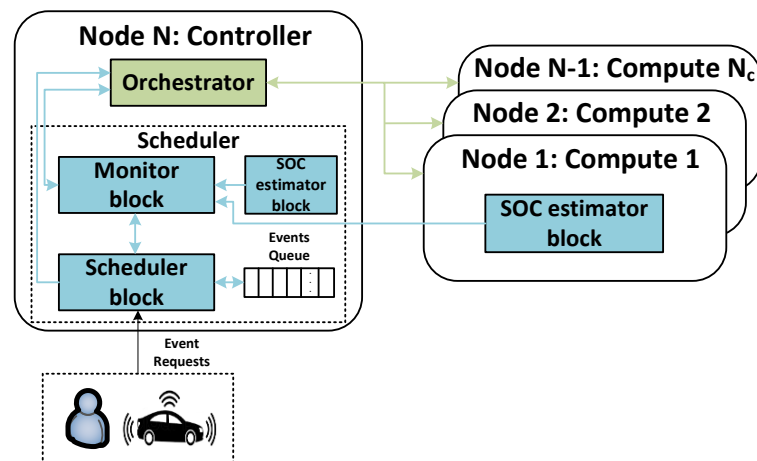 Node N: Controller
Orchestrator
Scheduler
Monitor
block
SOC
estimator
block
Events
Queue
Scheduler
block
Event
Requests
Node N-1: Compute Nc
Node 2: Compute 2
Node 1: Compute 1
SOC estimator
block